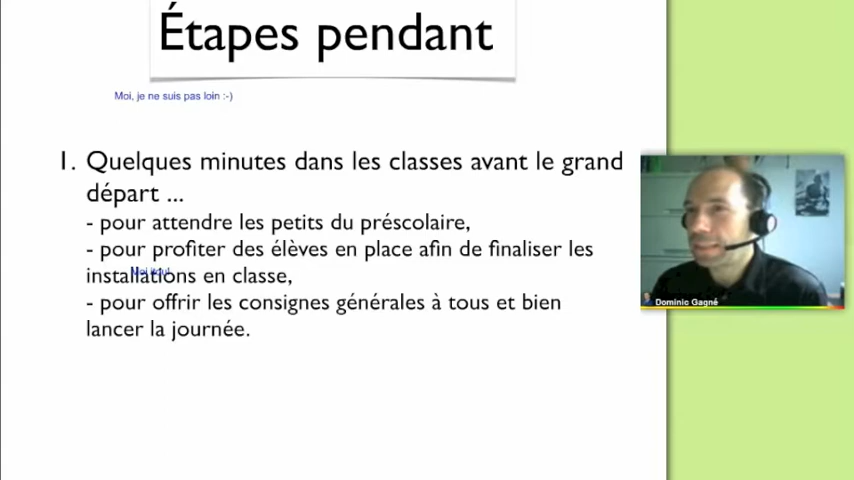 Étapes pendant
Moi, je ne suis pas loin :-)
1. Quelques minutes dans les classes avant le grand
départ ...
- pour attendre les petits du préscolaire,
- pour profiter des élèves en place afin de finaliser les
installations en classe,
- pour offrir les consignes générales à tous et bien
lancer la journée.
Dominic Gagné